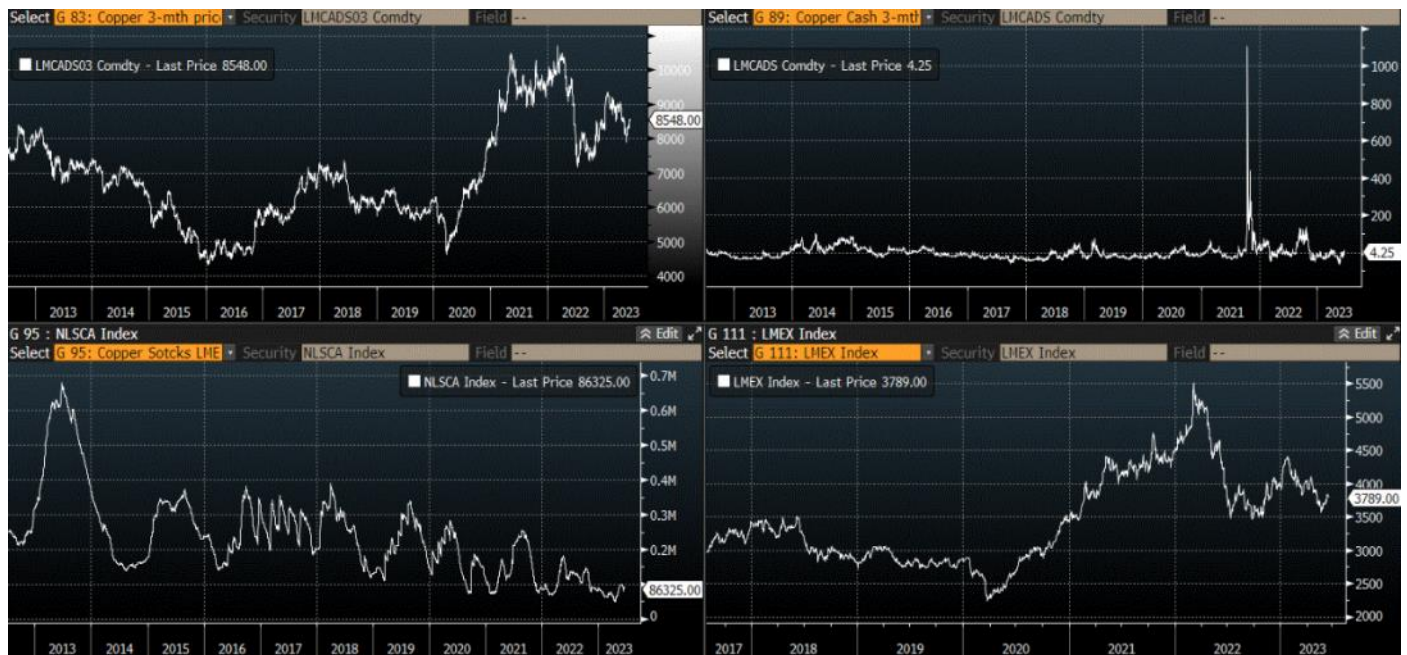 Select G 83: Copper 3-mth pric Security LMCADS03 Comdty Field --
LMCADS03 Comdty - Last Price 8548.00
10000
9000
8548.00
8000
7000
6000
5000
4000
2013 2014 2015 2016 2017 2018 2019 2020 2021 2022 2023
Select G 89: Copper Cash 3-mth Security LMCADS Comdty Field --
LMCADS Comdty - Last Price 4.25
1000
800
600
400
200
4.25
2013 2014 2015 2016 2017 2018 2019 2020 2021 2022 2023
G 95 : NLSCA Index Edit
Select G 95: Copper Sotcks LME Security NLSCA Index Field --
NLSCA Index - Last Price 86325.00
0.7M
0.6M
0.5M
0.4M
0.3M
0.2M
86325.00
0
2013 2014 2015 2016 2017 2018 2019 2020 2021 2022 2023
G 111 : LMEX Index Edit
Select G 111: LMEX Index Security LMEX Index Field --
LMEX Index - Last Price 3789.00
5500
5000
4500
4000
3789.00
3500
3000
2500
2000
2017 2018 2019 2020 2021 2022 2023